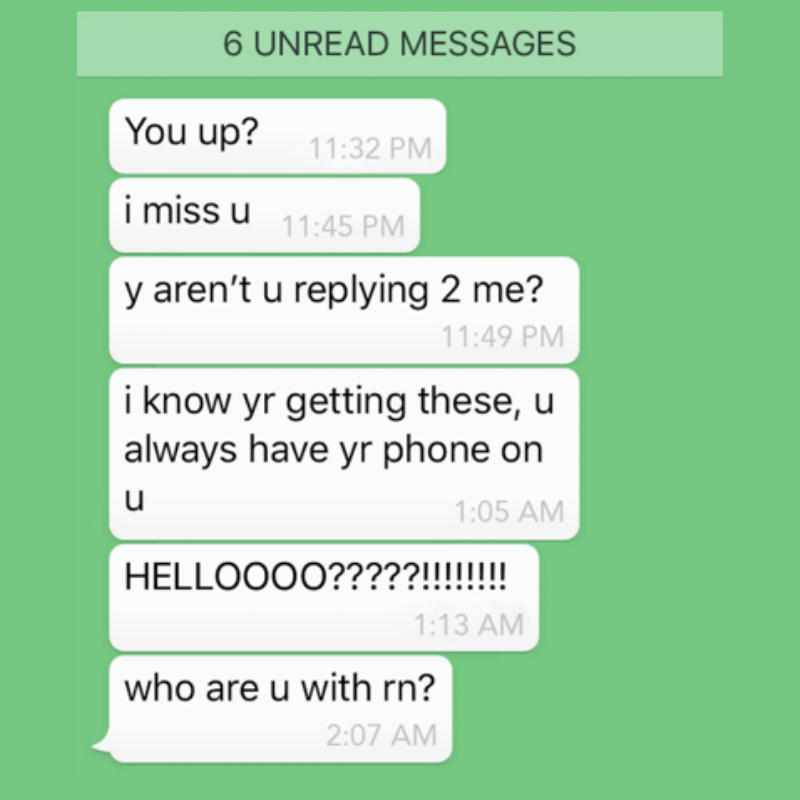 6 UNREAD MESSAGES
You up?
11:32 PM
i miss u
11:45 PM
y aren’t u replying 2 me?
11:49 PM
i know yr getting these, u
always have yr phone on
u
1:05 AM
HELLOOOO?????!!!!!!!!
1:13 AM
who are u with rn?
2:07 AM